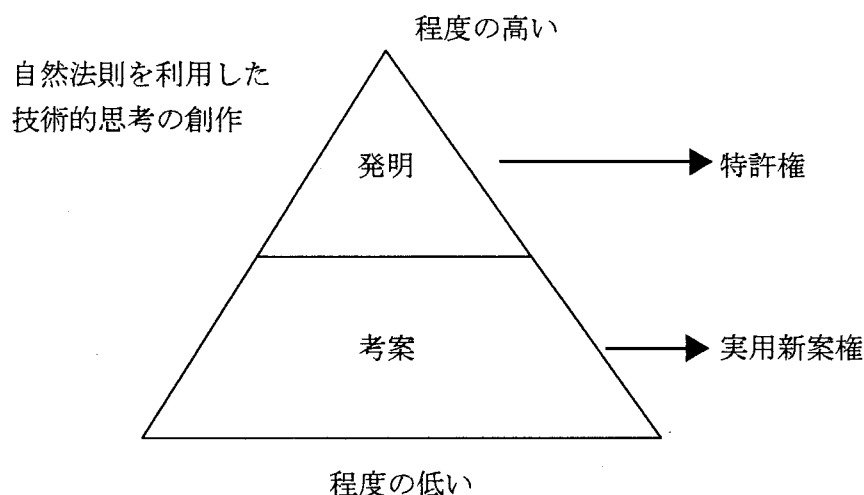 程度の高い
自然法則を利用した
技術的思考の創作
発明
特許権
考案
実用新案権
程度の低い